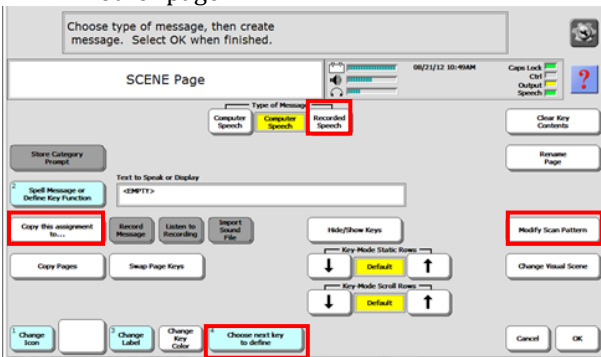 Choose type of message, then create
message. Select OK when finished.
SCENE Page
08/21/12 10:49AM
Caps Lock
Ctrl
Output
Speech
?
Type of Message
Computer
Speech
Computer
Speech
Recorded
Speech
Clear Key
Contents
Store Category
Prompt
Rename
Page
Text to Speak or Display
2 Spell Message or
Define Key Function
<EMPTY>
Copy this assignment
to...
Record
Message
Listen to
Recording
Import
Sound
File
Hide/Show Keys
Modify Scan Pattern
Key-Mode Static Rows
Copy Pages
Swap Page Keys
Default
Change Visual Scene
Key-Mode Scroll Rows
Default
1 Change
Icon
3 Change
Label
Change
Key
Color
4 Choose next key
to define
Cancel
OK